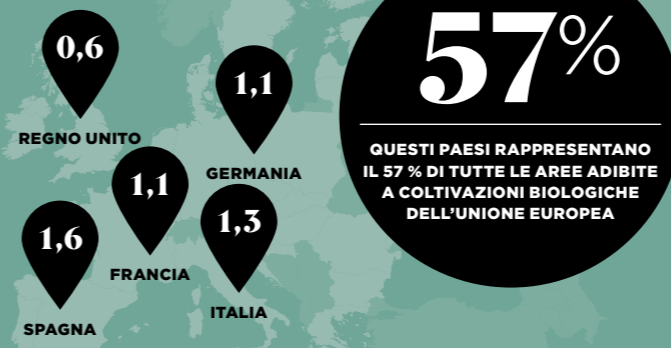 0,6
REGNO UNITO
1,1
GERMANIA
1,1
FRANCIA
1,3
ITALIA
1,6
SPAGNA
57%
QUESTI PAESI RAPPRESENTANO
IL 57 % DI TUTTE LE AREE ADIBITE
A COLTIVAZIONI BIOLOGICHE
DELL’UNIONE EUROPEA